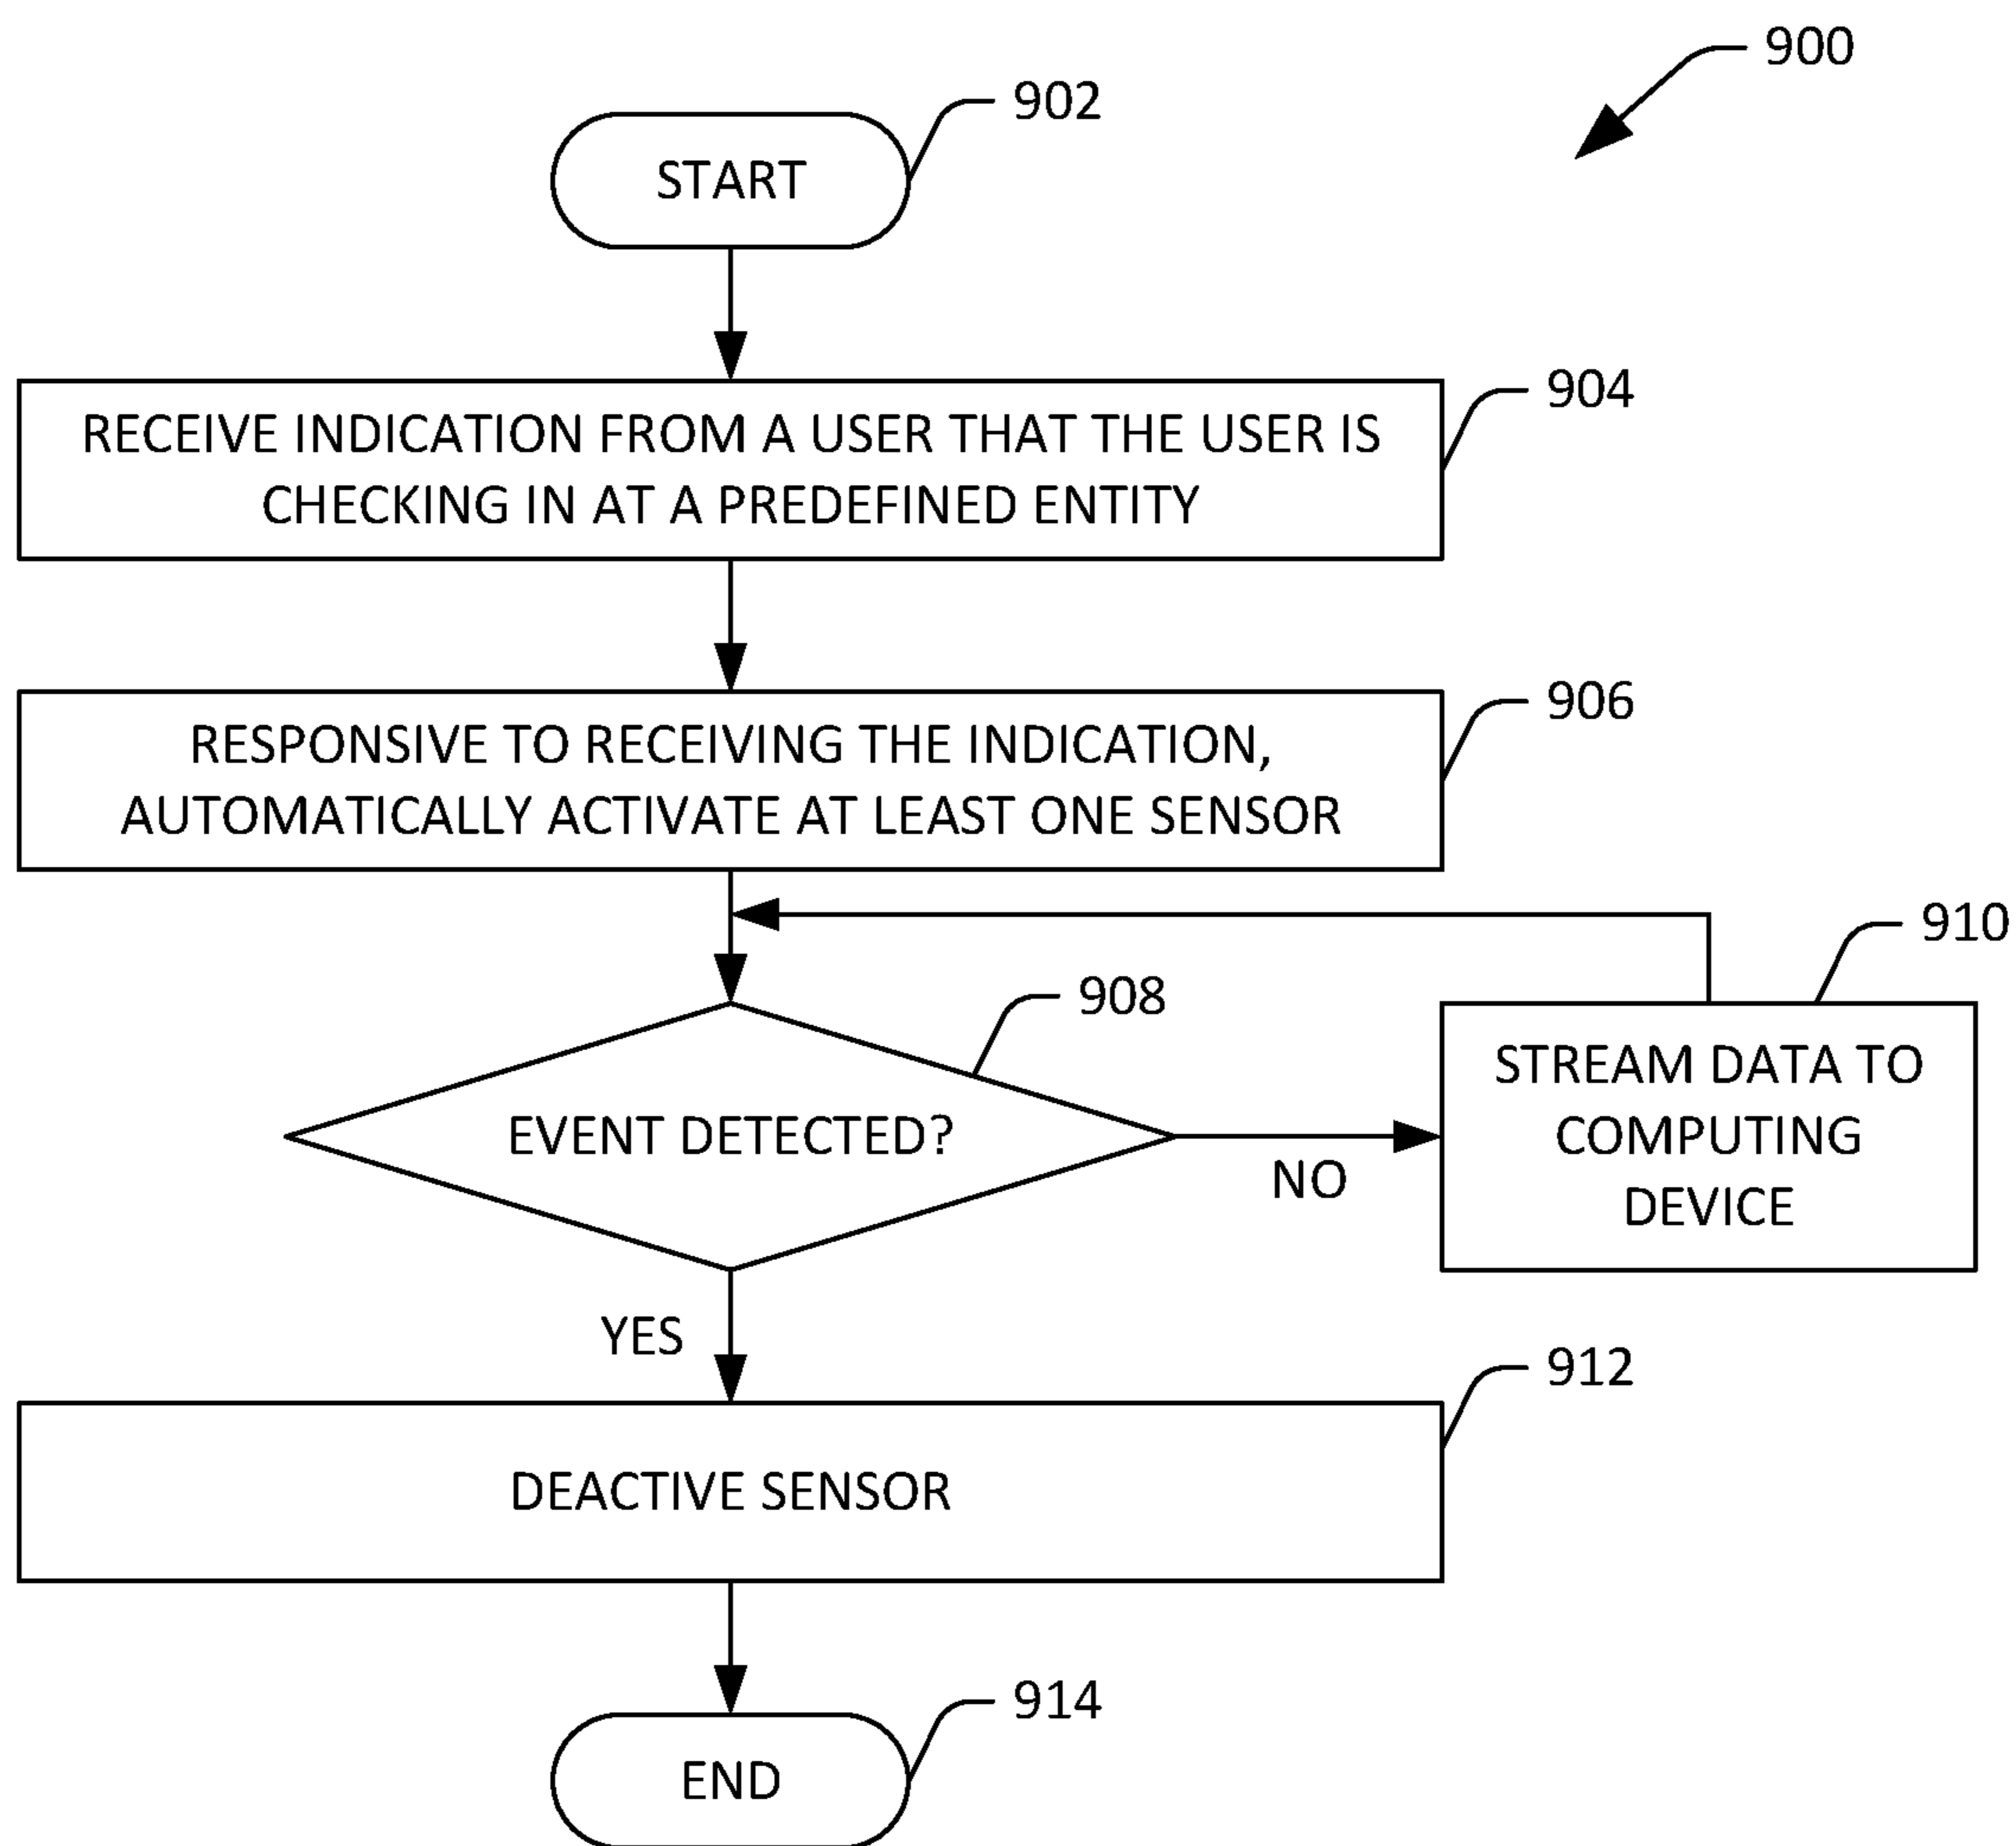 900
902
START
904
RECEIVE INDICATION FROM A USER THAT THE USER IS
CHECKING IN AT A PREDEFINED ENTITY
906
RESPONSIVE TO RECEIVING THE INDICATION,
AUTOMATICALLY ACTIVATE AT LEAST ONE SENSOR
908
EVENT DETECTED?
NO
910
STREAM DATA TO
COMPUTING
DEVICE
YES
912
DEACTIVE SENSOR
914
END